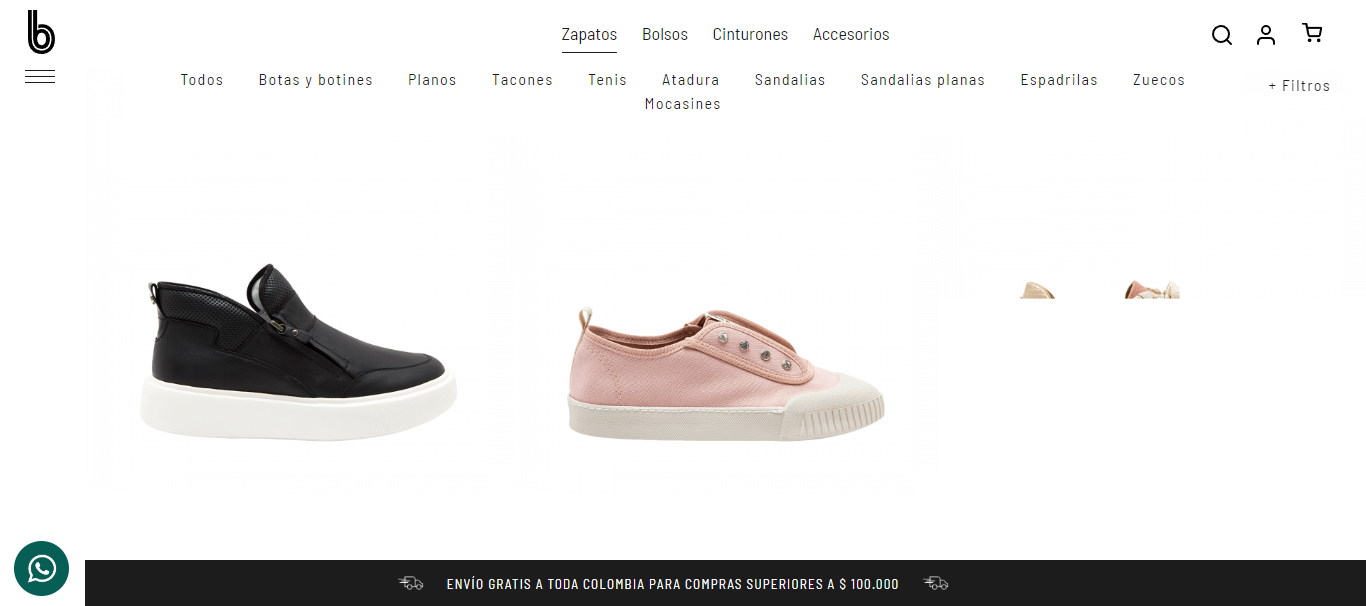 b
Zapatos Bolsos Cinturones Accesorios
Todos Botas y botines Planos Tacones Tenis Atadura Sandalias Sandalias planas Espadrilas Zuecos
Mocasines
+ Filtros
ENVÍO GRATIS A TODA COLOMBIA PARA COMPRAS SUPERIORES A $ 100.000